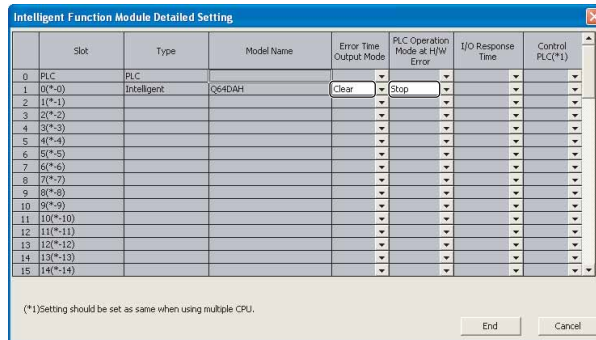 Intelligent Function Module Detailed Setting
Slot Type Model Name Error Time Output Mode PLC Operation Mode at H/W Error I/O Response Time Control PLC(*1)
0 PLC PLC
1 0(*-0) Intelligent Q64DAH Clear Stop
2 1(*-1)
3 2(*-2)
4 3(*-3)
5 4(*-4)
6 5(*-5)
7 6(*-6)
8 7(*-7)
9 8(*-8)
10 9(*-9)
11 10(*-10)
12 11(*-11)
13 12(*-12)
14 13(*-13)
15 14(*-14)
(*1)Setting should be set as same when using multiple CPU.
End Cancel